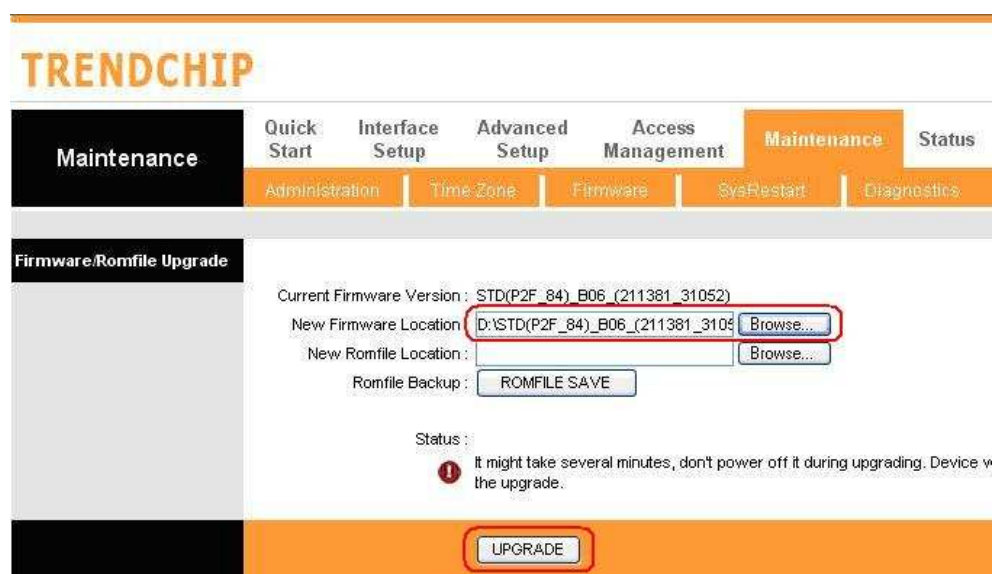 TRENDCHIP
Maintenance
Quick Start
Interface Setup
Advanced Setup
Access Management
Maintenance
Status
Administration
Time Zone
Firmware
SysRestart
Diagnostics
Firmware/Romfile Upgrade
Current Firmware Version : STD(P2F_84)_B06_(211381_31052)
New Firmware Location D:\STD(P2F_84)_B06_(211381_3105 Browse...
New Romfile Location : Browse...
Romfile Backup : ROMFILE SAVE
Status :
It might take several minutes, don't power off it during upgrading. Device
the upgrade.
UPGRADE